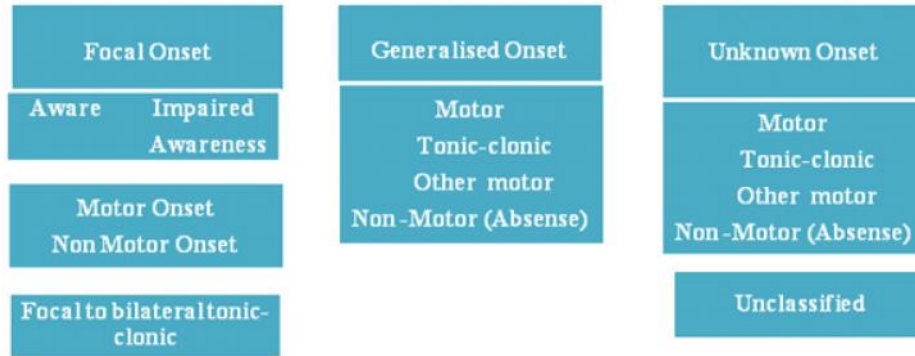 Focal Onset
Aware Impaired
Awareness
Motor Onset
Non Motor Onset
Focal to bilateral tonic-
clonic
Generalised Onset
Motor
Tonic-clonic
Other motor
Non-Motor (Absense)
Unknown Onset
Motor
Tonic-clonic
Other motor
Non-Motor (Absense)
Unclassified